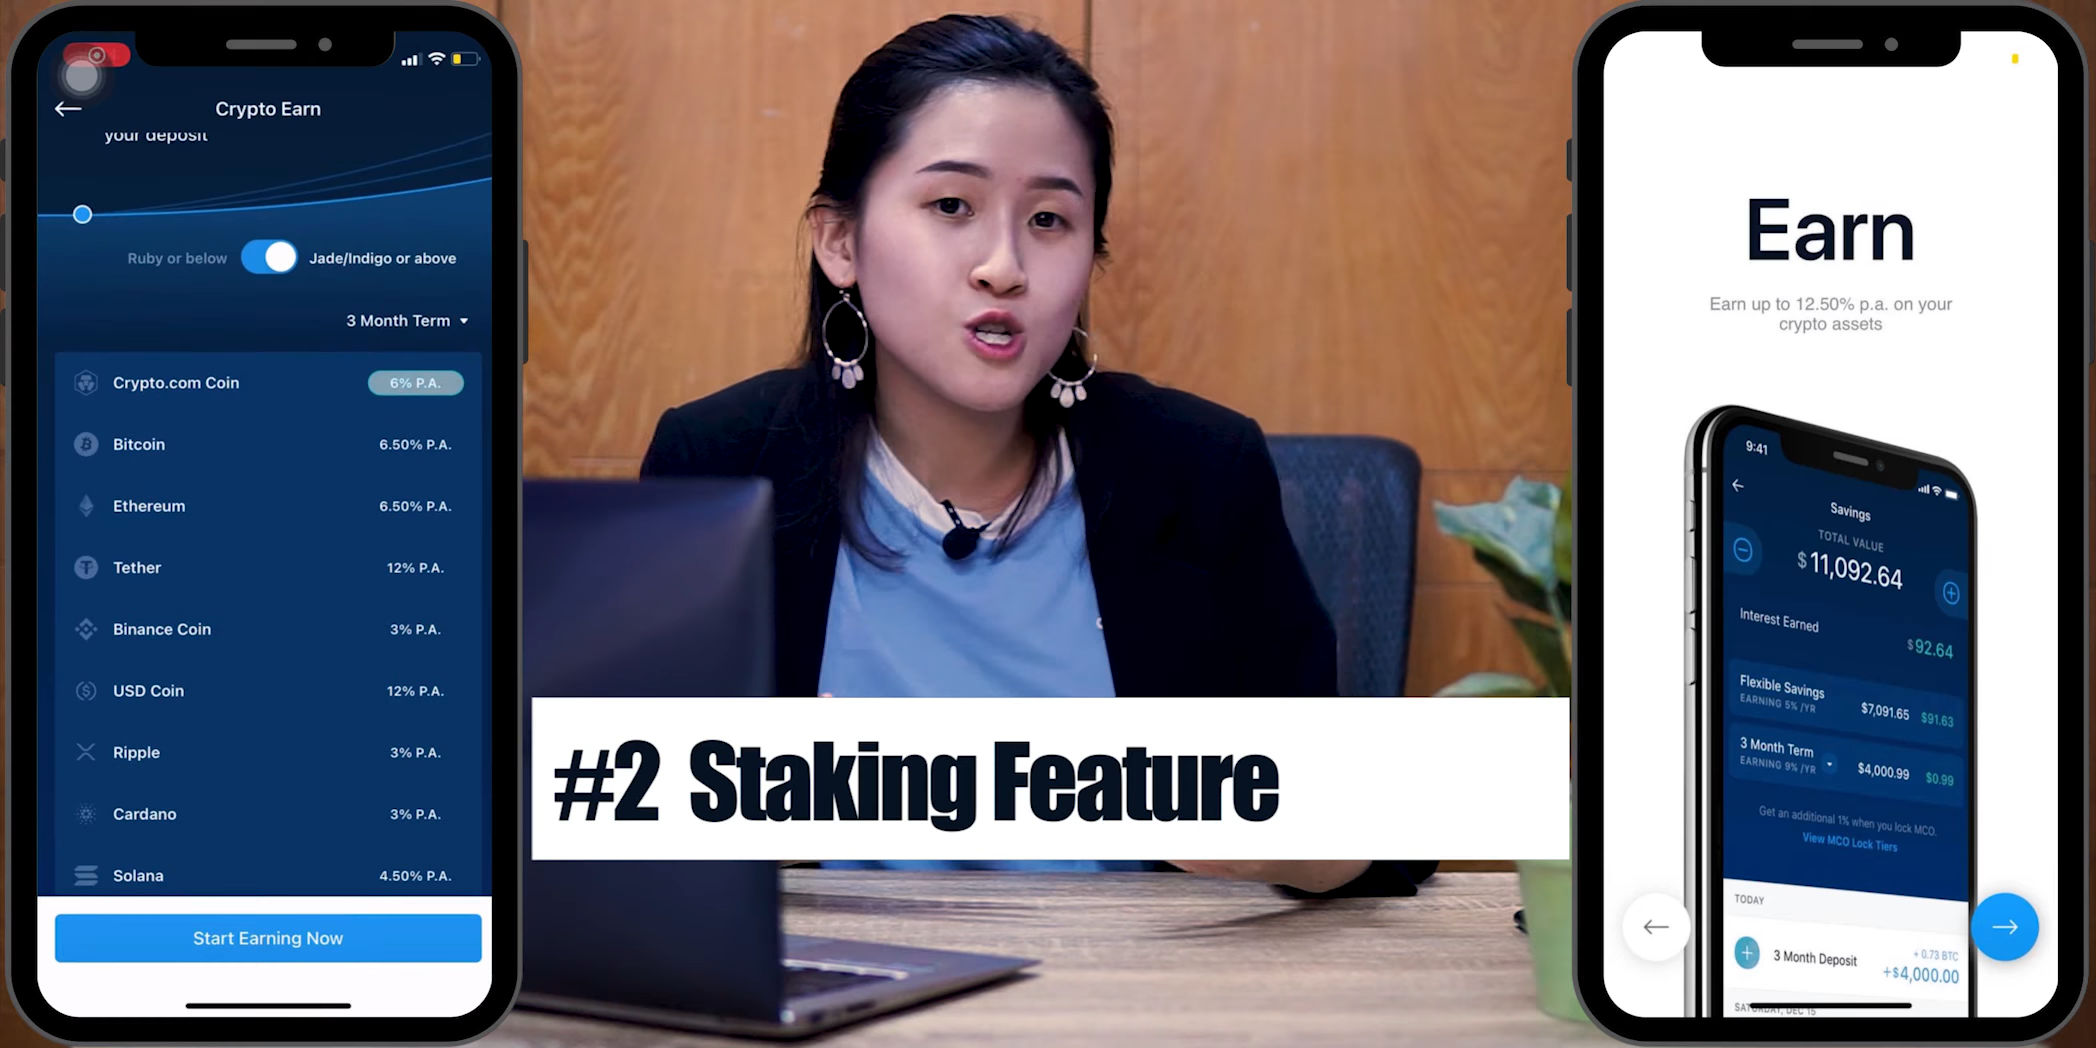 Crypto Earn
your deposit
Ruby or below
Jade/Indigo or above
3 Month Term
Crypto.com Coin 6% P.A.
Bitcoin 6.50% P.A.
Ethereum 6.50% P.A.
Tether 12% P.A.
Binance Coin 3% P.A.
USD Coin 12% P.A.
Ripple 3% P.A.
Cardano 3% P.A.
Solana 4.50% P.A.
Start Earning Now
#2 Staking Feature
Earn
Earn up to 12.50% p.a. on your
crypto assets
9:41
Savings
TOTAL VALUE
$11,092.64
Interest Earned
$92.64
Flexible Savings
EARNING 5% /YR
$7,091.65 $91.63
3 Month Term
EARNING 9% /YR
$4,000.99 $0.99
Get an additional 1% when you lock MCO.
View MCO Lock Tiers
TODAY
3 Month Deposit
+ 0.73 BTC
+$4,000.00
SATURDAY, DEC 15